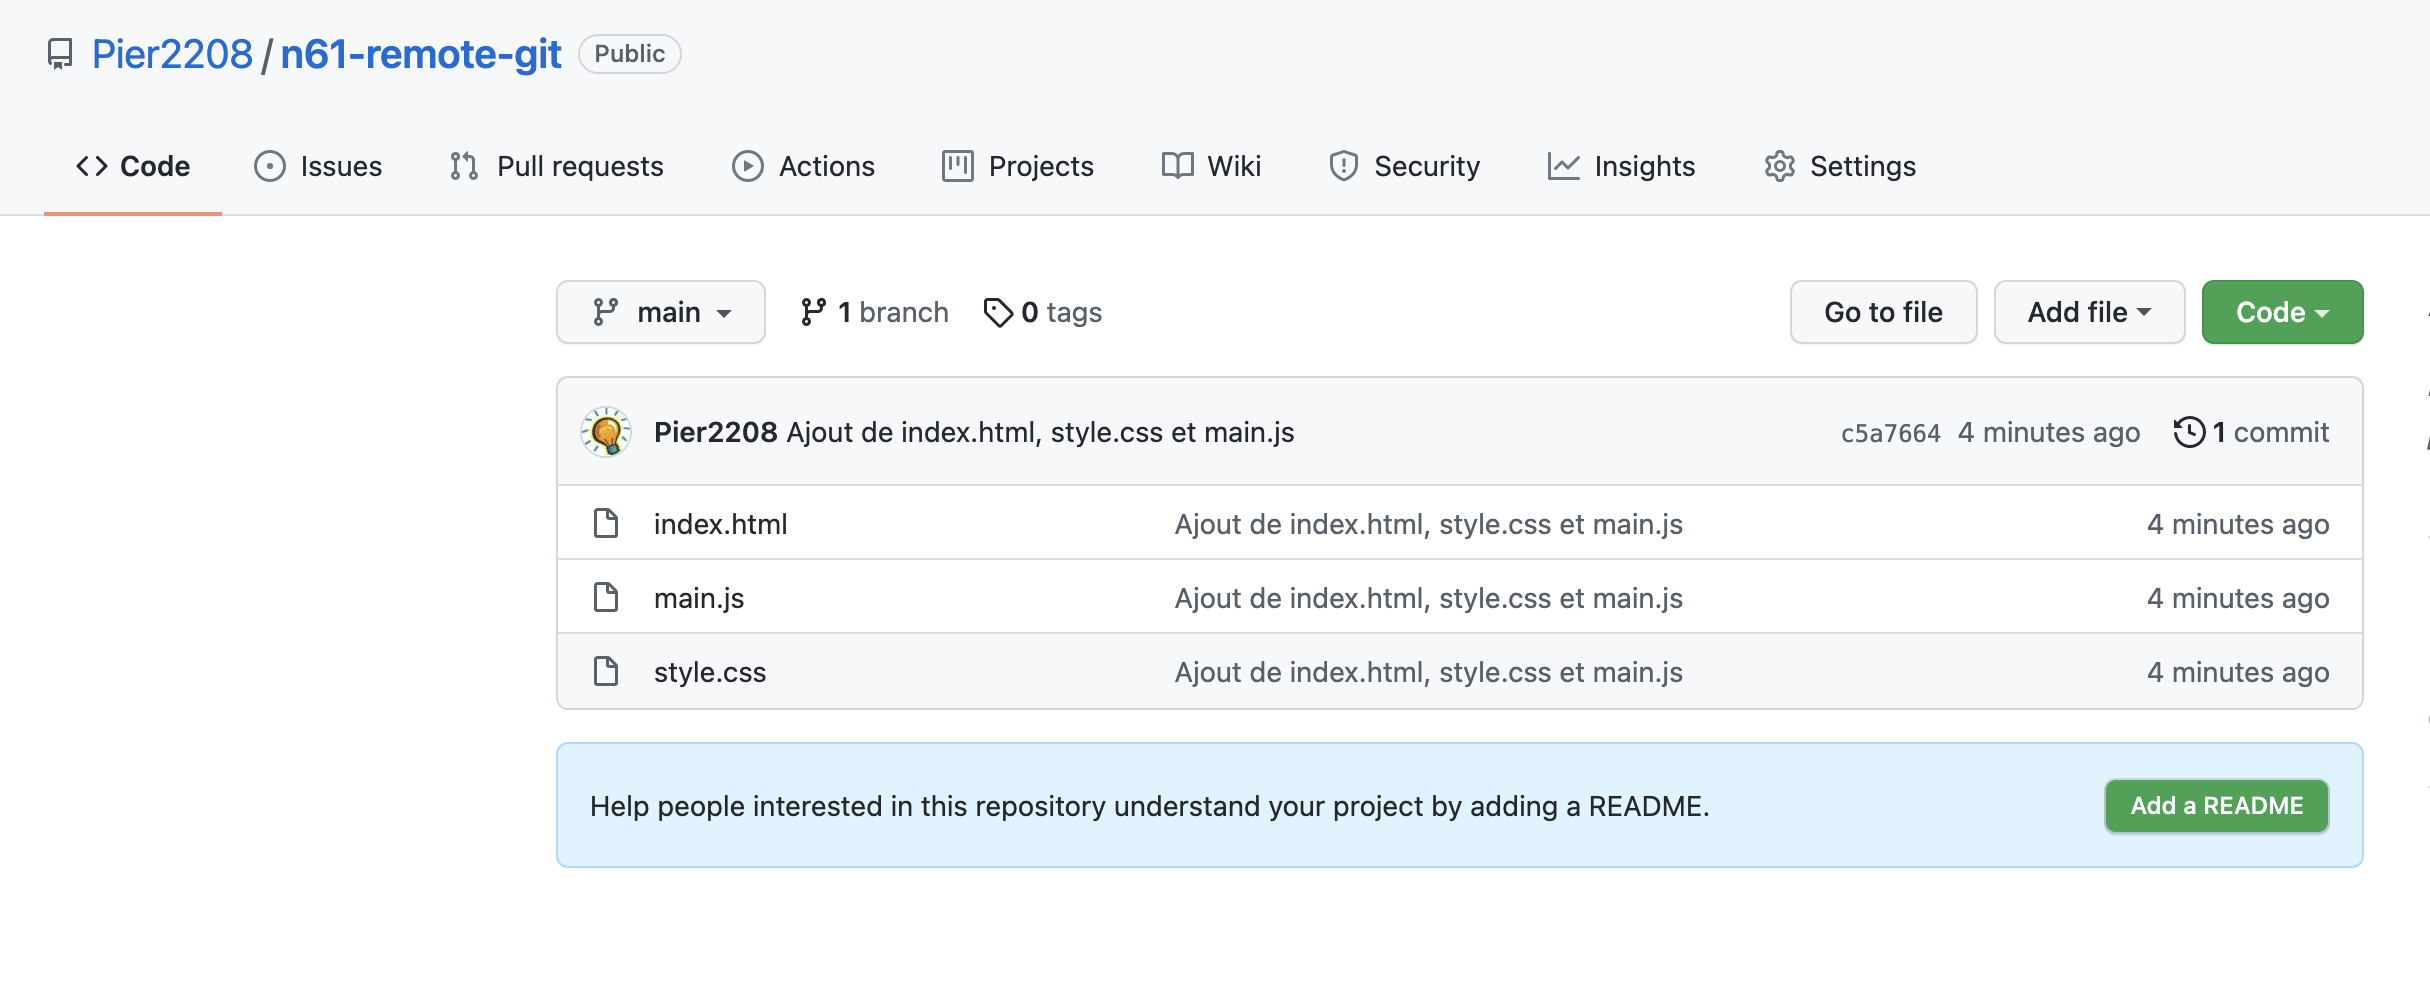 Pier2208 / n61-remote-git Public
Code Issues Pull requests Actions Projects Wiki Security Insights Settings
main 1 branch 0 tags Go to file Add file Code
Pier2208 Ajout de index.html, style.css et main.js c5a7664 4 minutes ago 1 commit
index.html Ajout de index.html, style.css et main.js 4 minutes ago
main.js Ajout de index.html, style.css et main.js 4 minutes ago
style.css Ajout de index.html, style.css et main.js 4 minutes ago
Help people interested in this repository understand your project by adding a README. Add a README